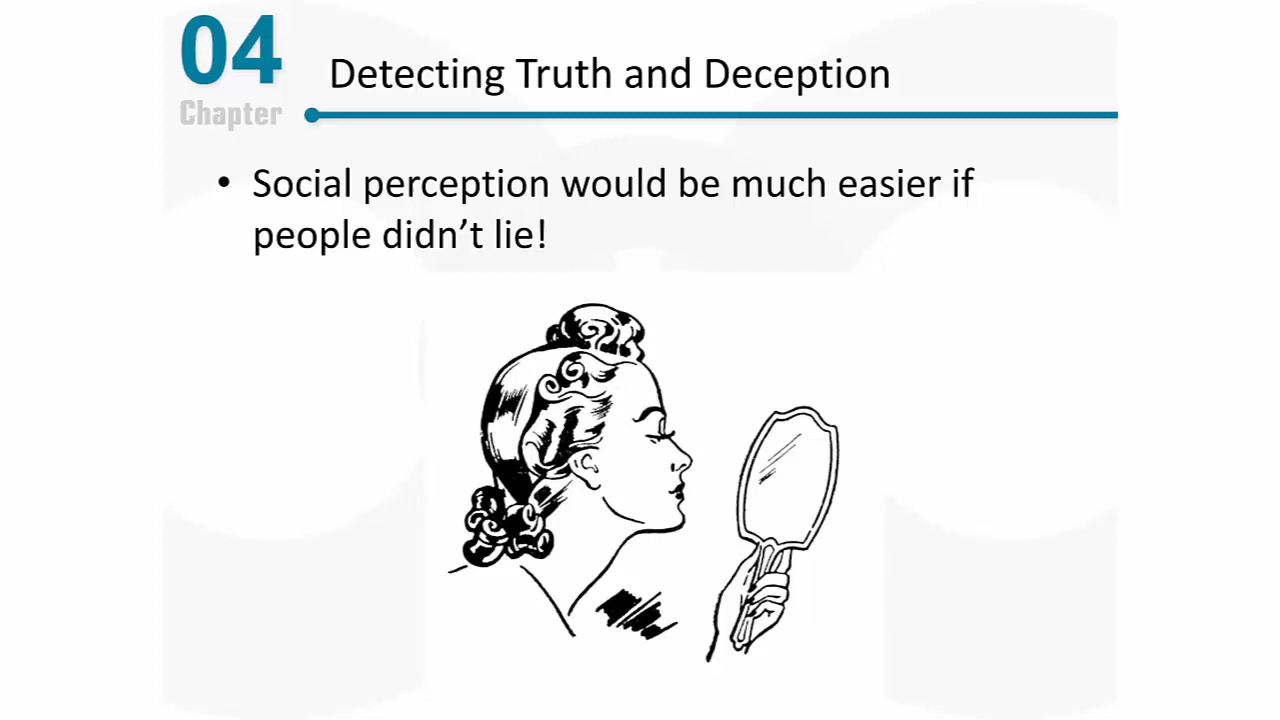 04
Chapter
Detecting Truth and Deception
• Social perception would be much easier if
people didn’t lie!